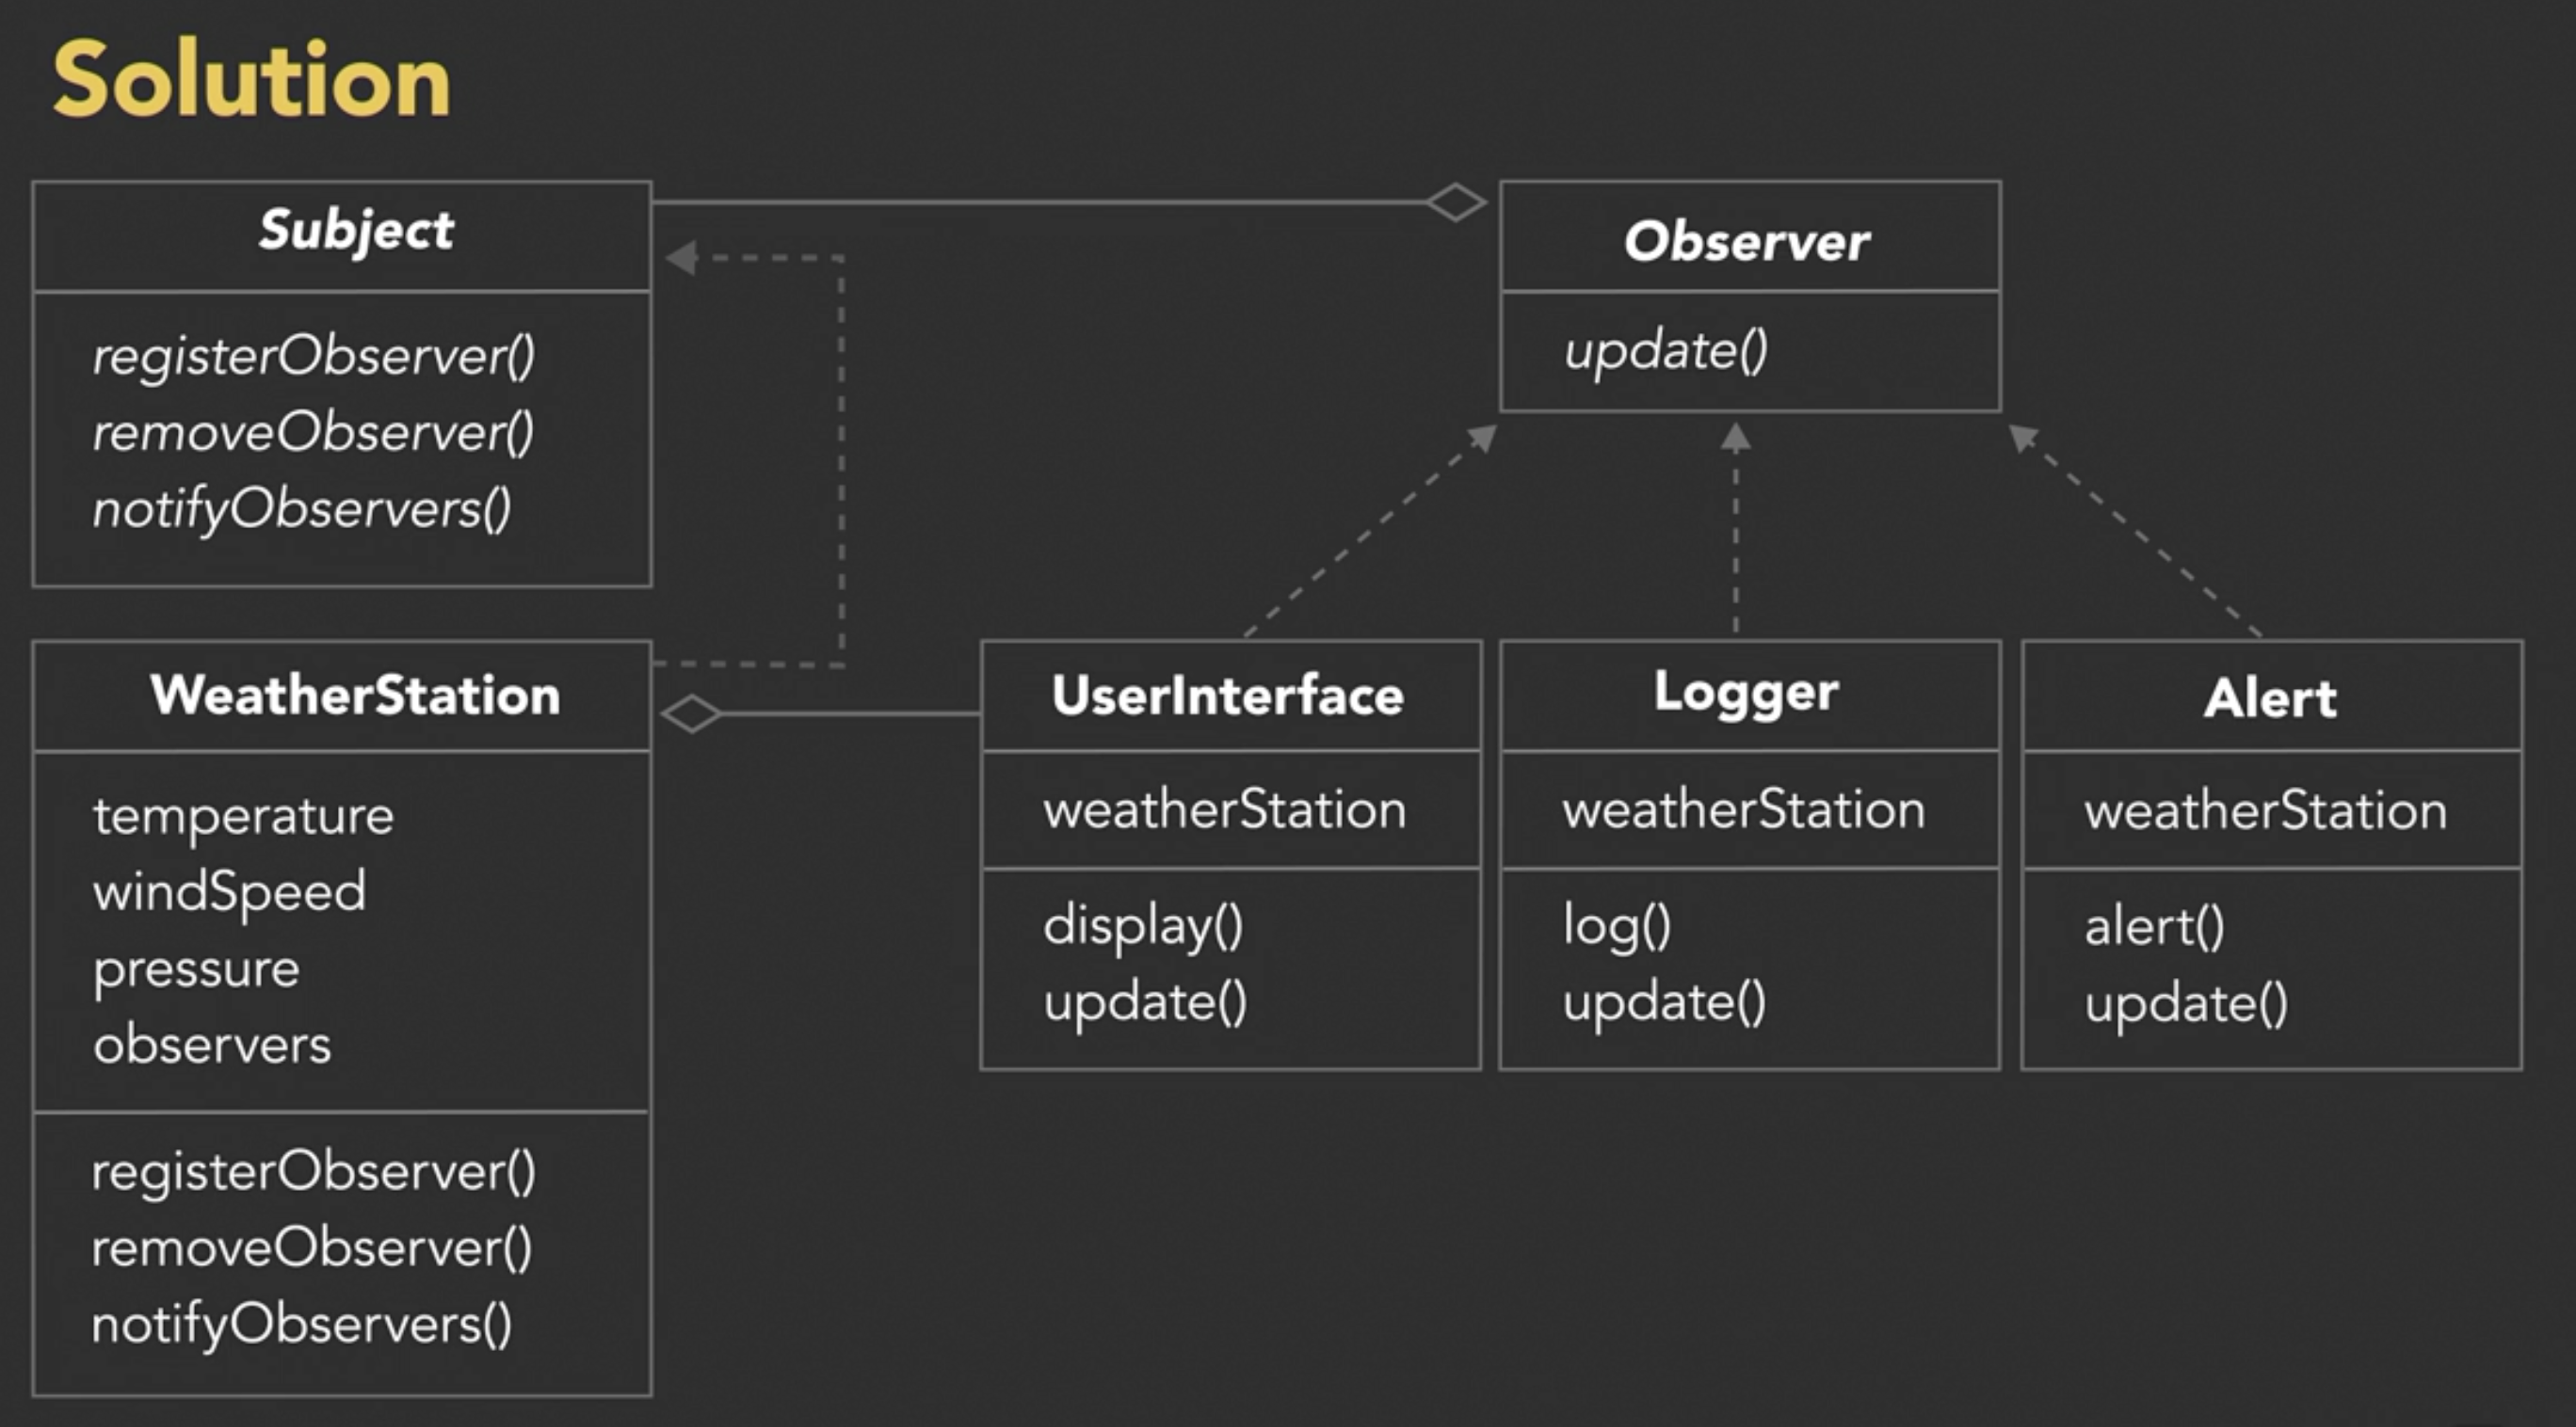 Solution
Subject
registerObserver()
removeObserver()
notifyObservers()
Observer
update()
WeatherStation
temperature
windSpeed
pressure
observers
registerObserver()
removeObserver()
notifyObservers()
UserInterface
weatherStation
display()
update()
Logger
weatherStation
log()
update()
Alert
weatherStation
alert()
update()